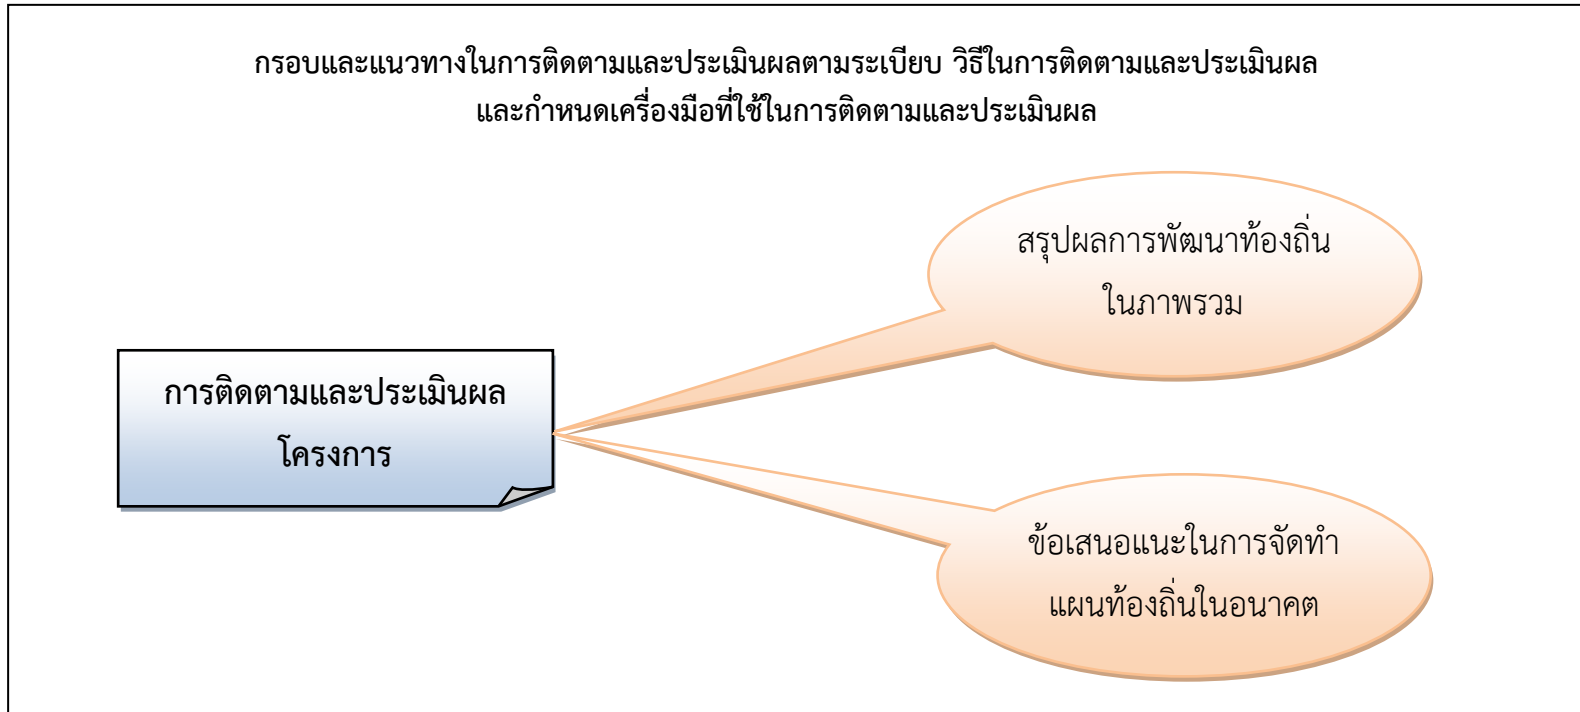 กรอบและแนวทางในการติดตามและประเมินผลตามระเบียบ วิธีในการติดตามและประเมินผล
และกำหนดเครื่องมือที่ใช้ในการติดตามและประเมินผล
สรุปผลการพัฒนาท้องถิ่น
ในภาพรวม
การติดตามและประเมินผล
โครงการ
ข้อเสนอแนะในการจัดทำ
แผนท้องถิ่นในอนาคต